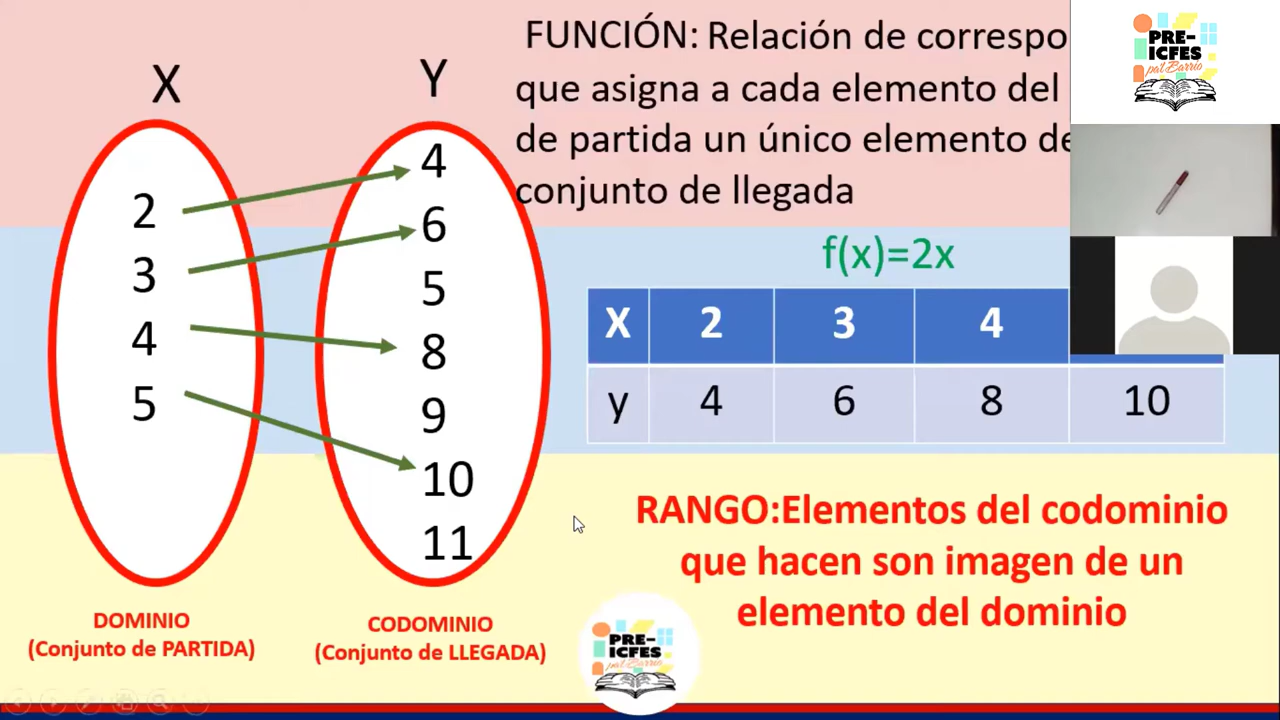 X
Y
FUNCIÓN: Relación de correspo
que asigna a cada elemento del
de partida un único elemento de
conjunto de llegada
2
3
4
5
4
6
5
8
9
10
11
f(x)=2x
X 2 3 4
y 4 6 8 10
RANGO:Elementos del codominio
que hacen son imagen de un
elemento del dominio
DOMINIO
(Conjunto de PARTIDA)
CODOMINIO
(Conjunto de LLEGADA)
PRE-
ICFES
pal Barrio
PRE-
ICFES
pal Barrio